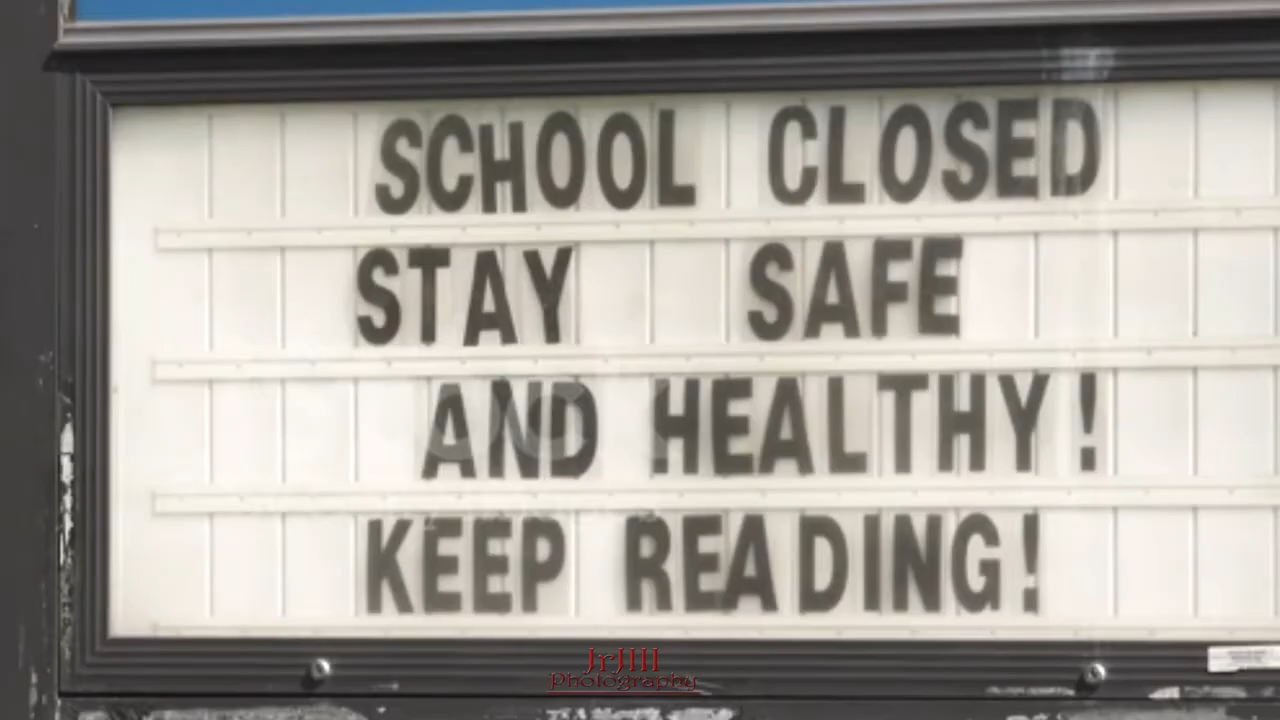 SCHOOL CLOSED
STAY SAFE
AND HEALTHY!
KEEP READING!
JrJIII
Photography